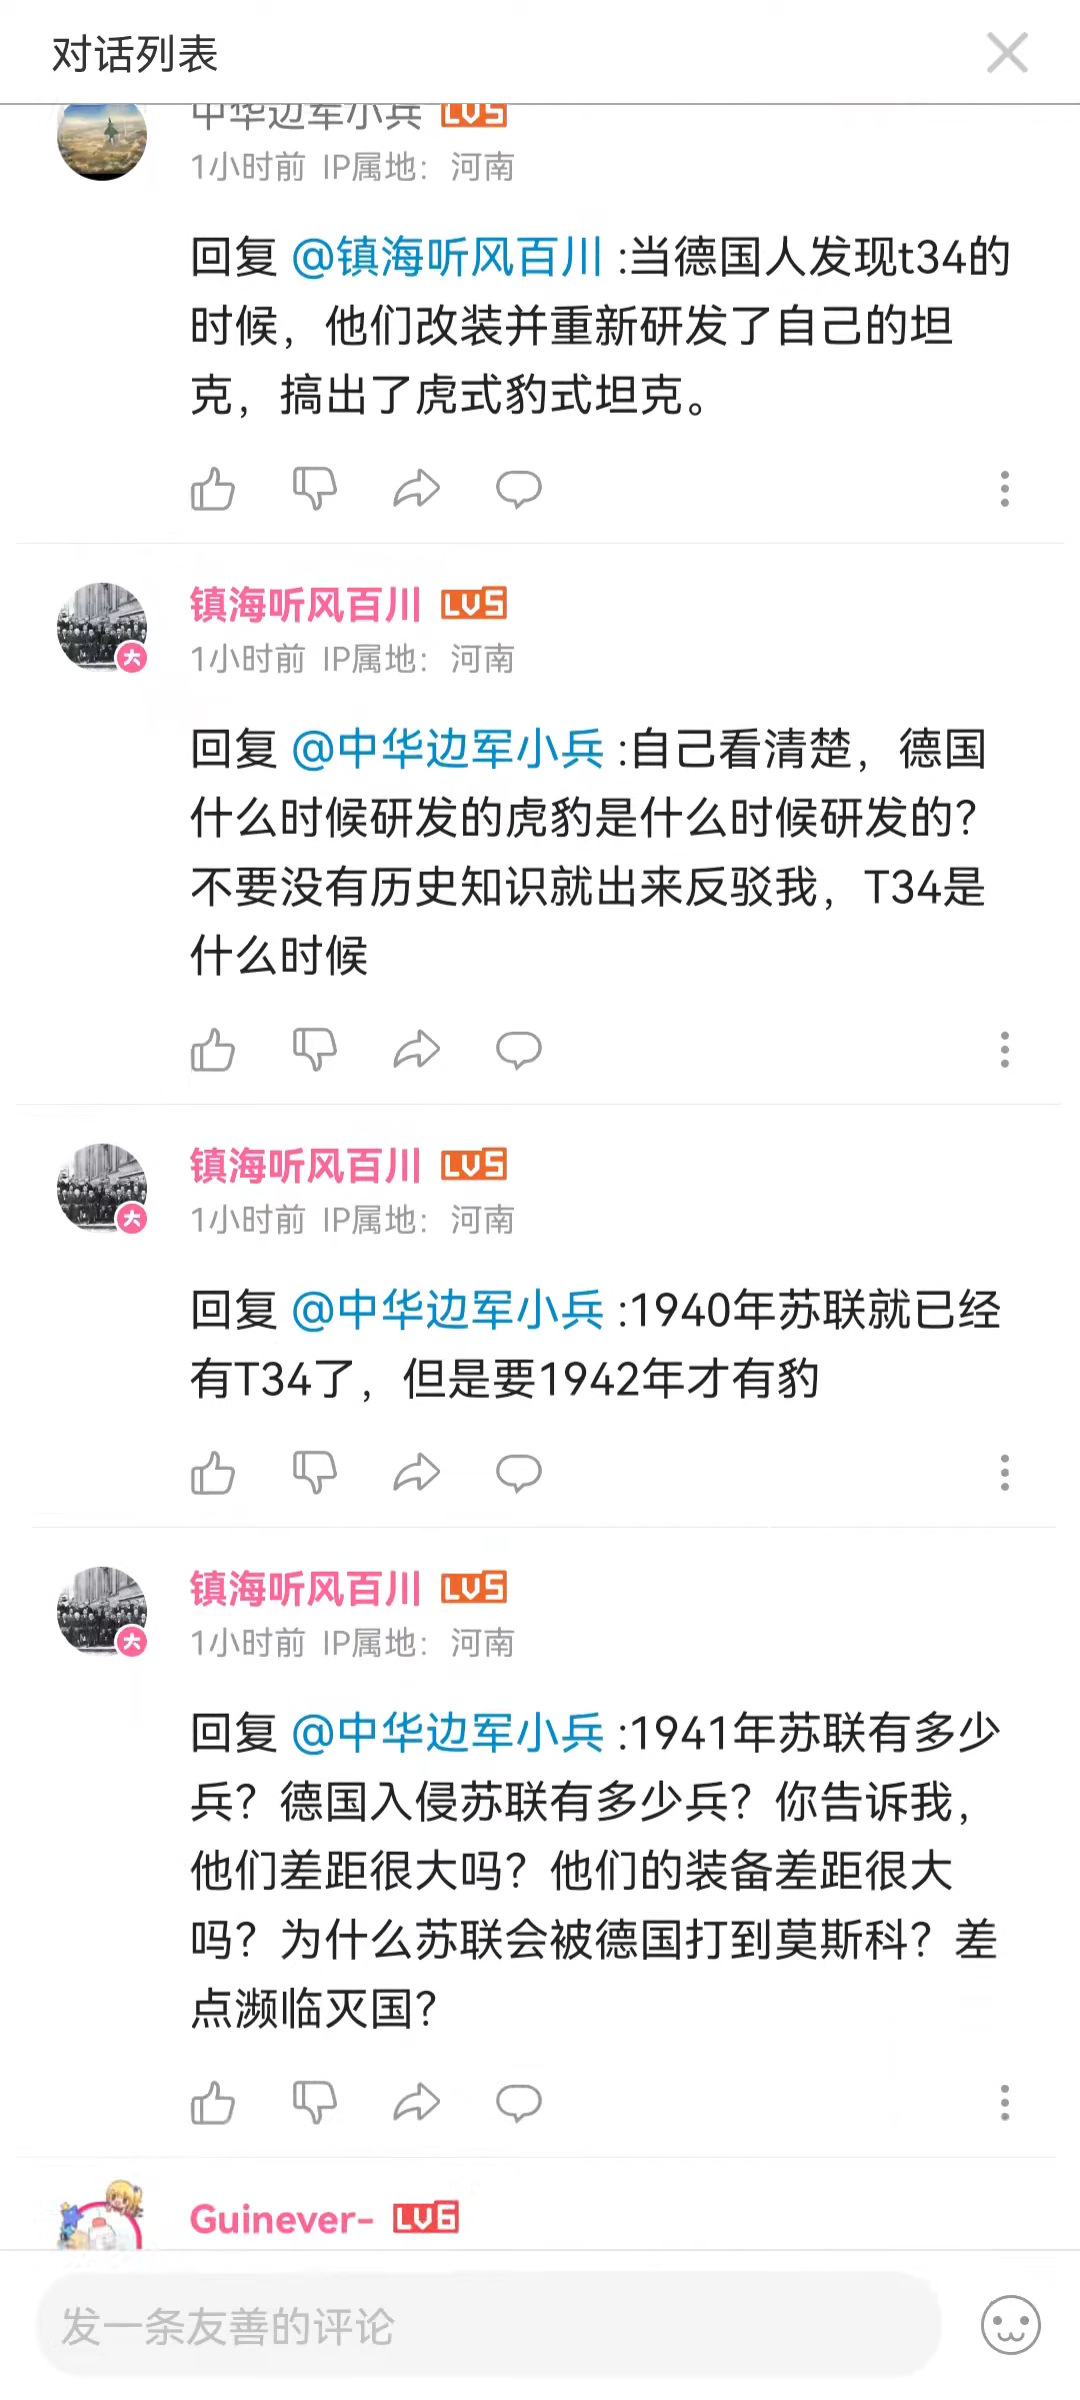 对话列表
中华边军小兵 LV5
1小时前 IP属地：河南
回复 @镇海听风百川 :当德国人发现t34的
时候，他们改装并重新研发了自己的坦
克，搞出了虎式豹式坦克。
镇海听风百川 LV5
大
1小时前 IP属地：河南
回复 @中华边军小兵 :自己看清楚，德国
什么时候研发的虎豹是什么时候研发的？
不要没有历史知识就出来反驳我，T34是
什么时候
镇海听风百川 LV5
大
1小时前 IP属地：河南
回复 @中华边军小兵 :1940年苏联就已经
有T34了，但是要1942年才有豹
镇海听风百川 LV5
大
1小时前 IP属地：河南
回复 @中华边军小兵 :1941年苏联有多少
兵？德国入侵苏联有多少兵？你告诉我，
他们差距很大吗？他们的装备差距很大
吗？为什么苏联会被德国打到莫斯科？差
点濒临灭国？
Guinever- LV6
发一条友善的评论